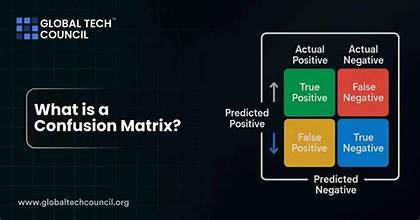 GLOBAL TECH
COUNCIL
TM
What is a
Confusion Matrix?
www.globaltechcouncil.org
Actual
Positive
Actual
Negative
Predicted
Positive
True
Positive
False
Negative
False
Positive
True
Negative
Predicted
Negative